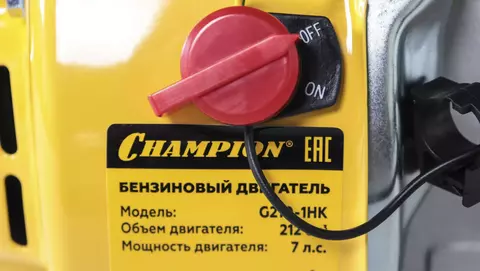 OFF
ON
CHAMPION® EAC
БЕНЗИНОВЫЙ ДВИГАТЕЛЬ
Модель:
Объем двигателя: 212
Мощность двигателя: 7 л.с.